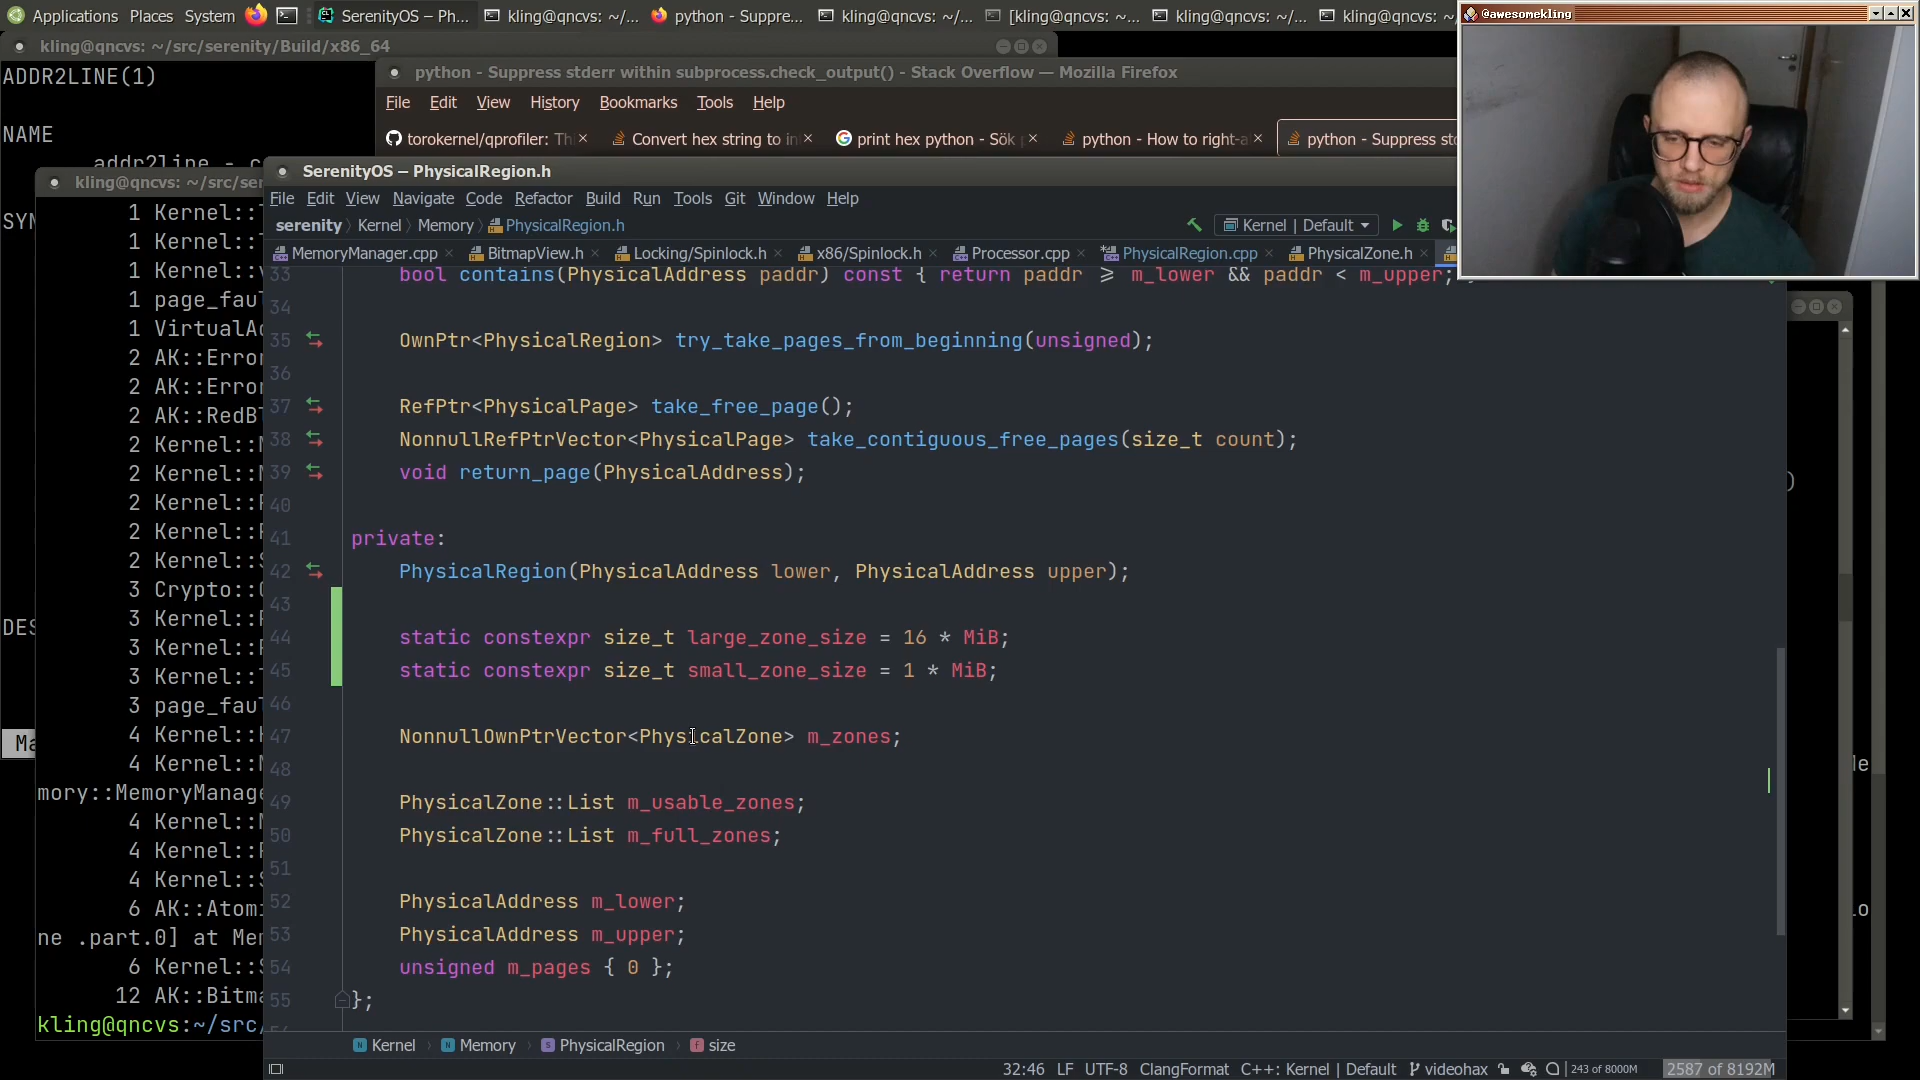 Applications Places System SerenityOS – Ph... kling@qncvs: ~/... python - Suppre... kling@qncvs: ~/... [kling@qncvs: ~... kling@qncvs: ~/... kling@qncvs: ~/
@awesomekling
kling@qncvs: ~/src/serenity/Build/x86_64
ADDR2LINE(1)
NAME
addr2line - c
SYN
DES
Ma
python - Suppress stderr within subprocess.check_output() - Stack Overflow — Mozilla Firefox
File Edit View History Bookmarks Tools Help
torokernel/qprofiler: Th Convert hex string to in print hex python - Sök python - How to right-a python - Suppress st
kling@qncvs: ~/src/ser
1 Kernel::
1 Kernel::
1 Kernel::
1 page_fau
1 VirtualA
2 AK::Error
2 AK::Error
2 AK::RedB
2 Kernel::
2 Kernel::
2 Kernel::
2 Kernel::
2 Kernel::
3 Crypto::
3 Kernel::
3 Kernel::
3 Kernel::
3 page_fau
4 Kernel::
4 Kernel::
mory::MemoryManage
4 Kernel::
4 Kernel::
4 Kernel::
6 AK::Atom
ne .part.0] at Me
6 Kernel::
12 AK::Bitma
kling@qncvs:~/src/
SerenityOS – PhysicalRegion.h
File Edit View Navigate Code Refactor Build Run Tools Git Window Help
serenity Kernel Memory PhysicalRegion.h Kernel | Default
MemoryManager.cpp BitmapView.h Locking/Spinlock.h x86/Spinlock.h Processor.cpp PhysicalRegion.cpp PhysicalZone.h
33 bool contains(PhysicalAddress paddr) const { return paddr >= m_lower && paddr < m_upper;
34
35 OwnPtr<PhysicalRegion> try_take_pages_from_beginning(unsigned);
36
37 RefPtr<PhysicalPage> take_free_page();
38 NonnullRefPtrVector<PhysicalPage> take_contiguous_free_pages(size_t count);
39 void return_page(PhysicalAddress);
40
41 private:
42 PhysicalRegion(PhysicalAddress lower, PhysicalAddress upper);
43
44 static constexpr size_t large_zone_size = 16 * MiB;
45 static constexpr size_t small_zone_size = 1 * MiB;
46
47 NonnullOwnPtrVector<PhysicalZone> m_zones;
48
49 PhysicalZone::List m_usable_zones;
50 PhysicalZone::List m_full_zones;
51
52 PhysicalAddress m_lower;
53 PhysicalAddress m_upper;
54 unsigned m_pages { 0 };
55 };
Kernel Memory PhysicalRegion size
32:46 LF UTF-8 ClangFormat C++: Kernel | Default videohax 243 of 8000M 2587 of 8192M